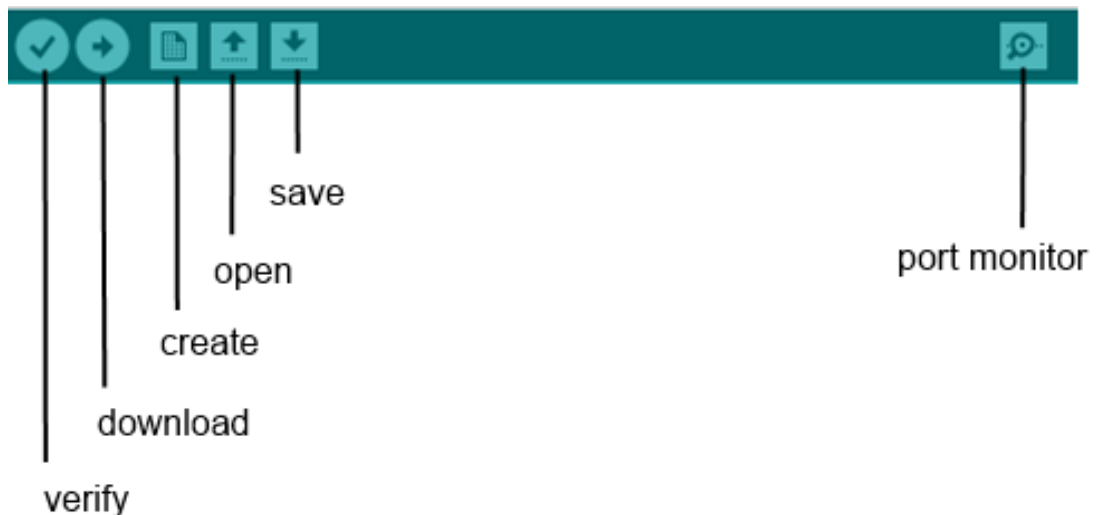 save
open
port monitor
create
download
verify